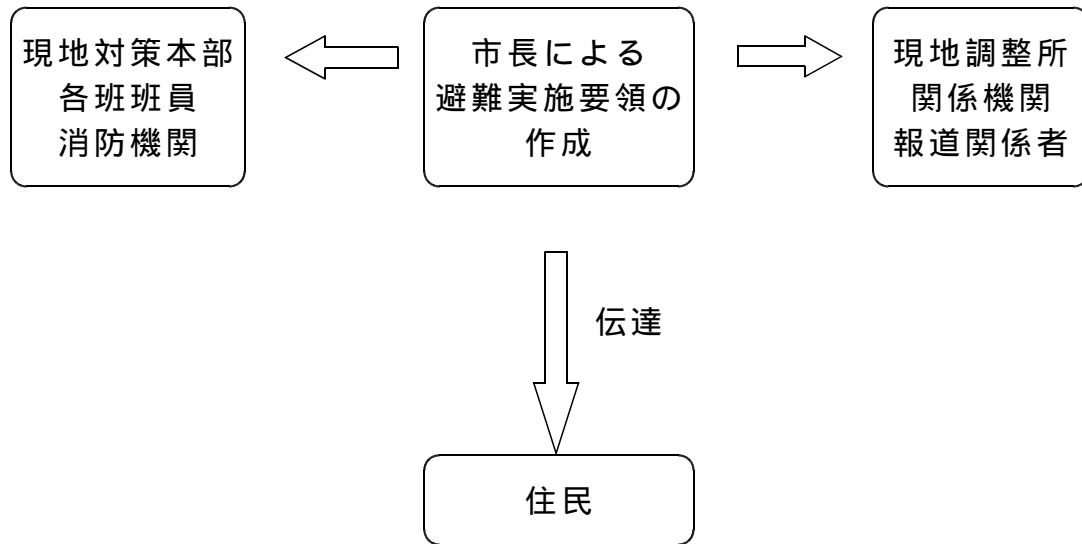 現地対策本部
各班班員
消防機関
市長による
避難実施要領の
作成
現地調整所
関係機関
報道関係者
伝達
住民